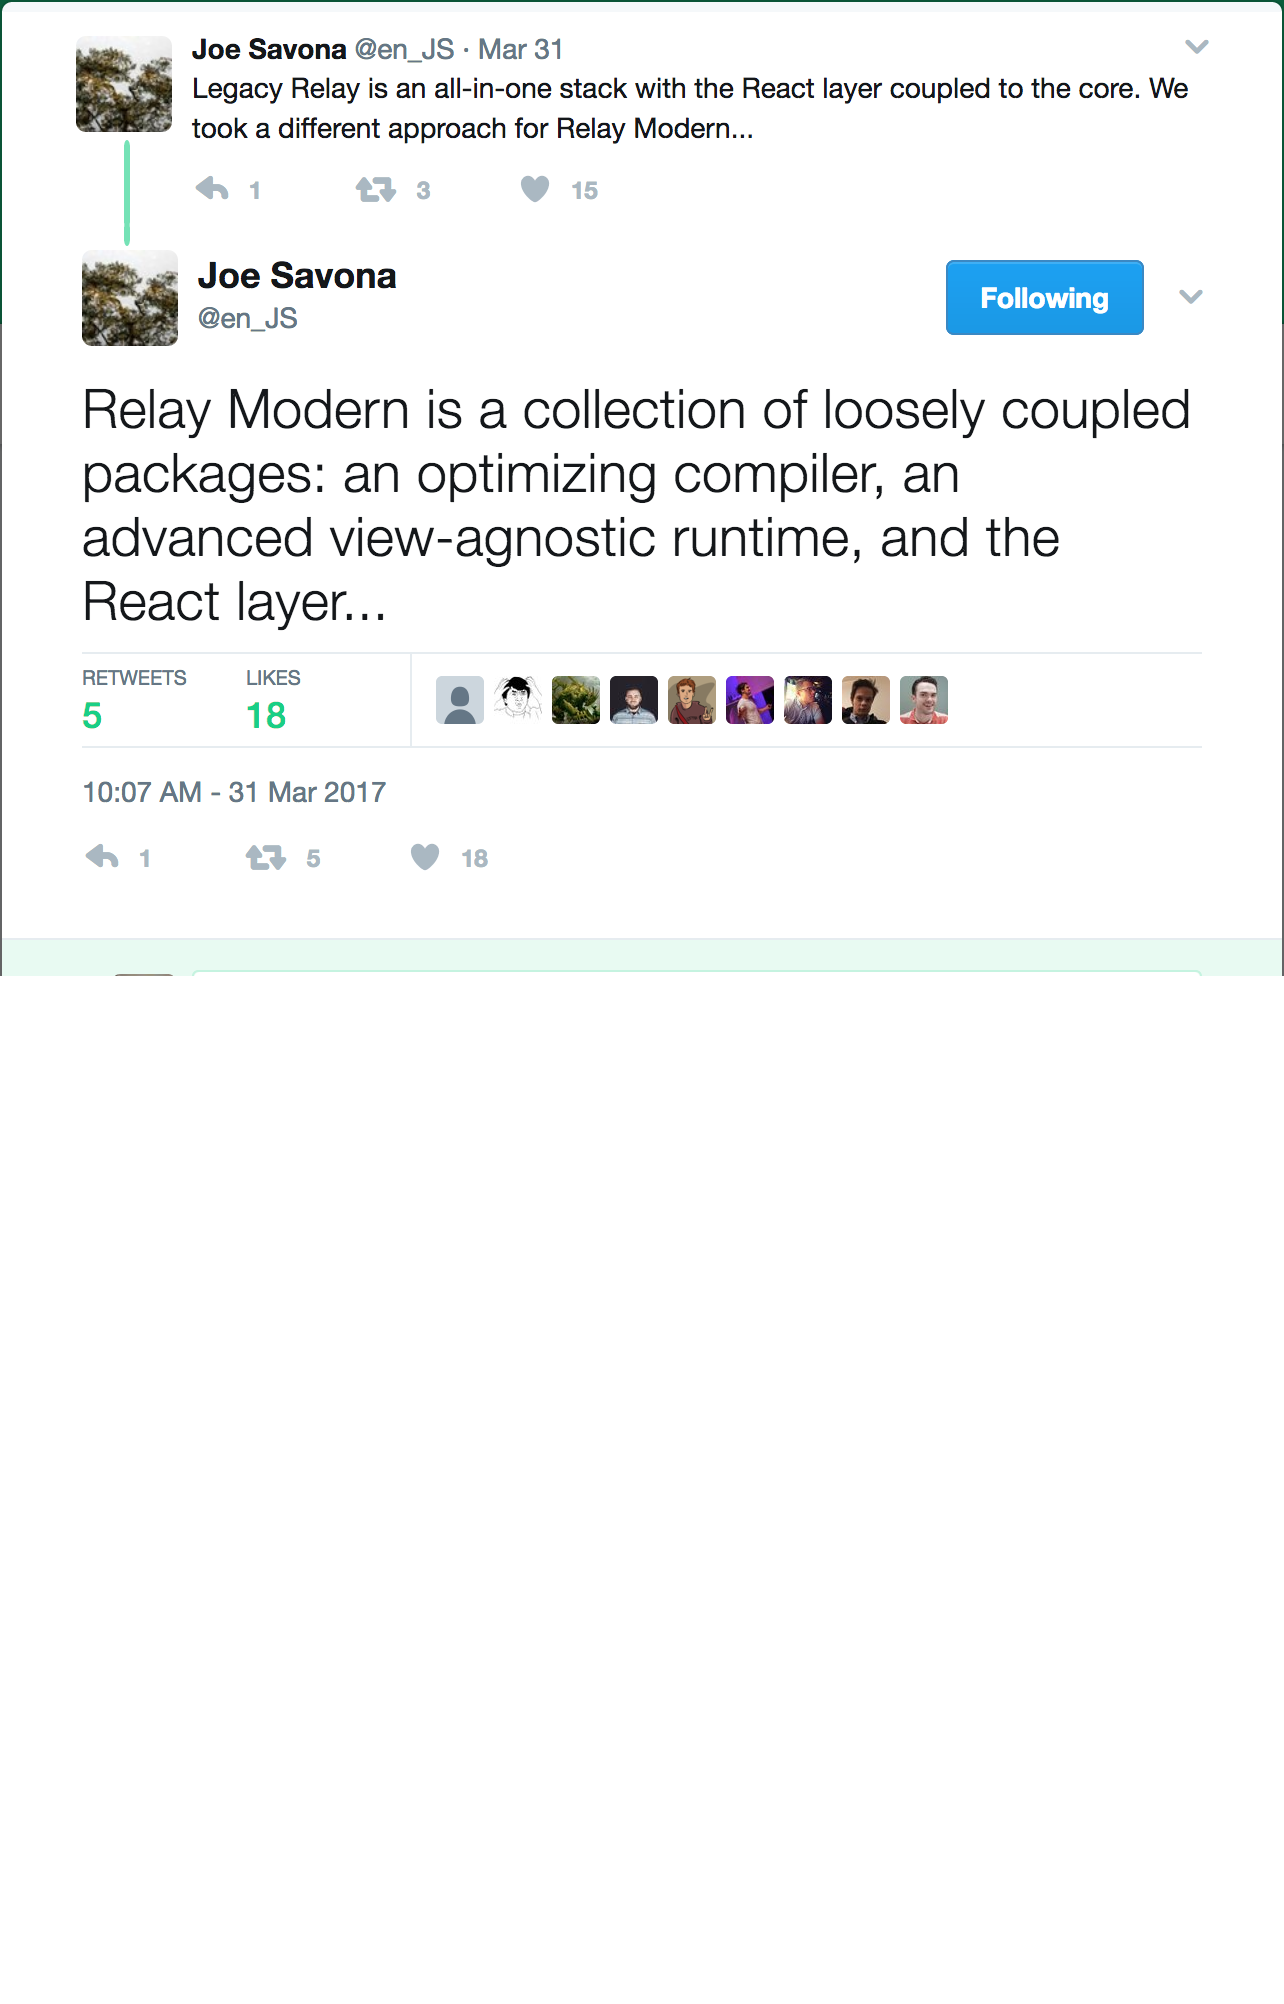 Joe Savona @en_JS · Mar 31
Legacy Relay is an all-in-one stack with the React layer coupled to the core. We
took a different approach for Relay Modern...
1 3 15
Joe Savona
@en_JS
Following
Relay Modern is a collection of loosely coupled
packages: an optimizing compiler, an
advanced view-agnostic runtime, and the
React layer...
RETWEETS LIKES
5 18
10:07 AM - 31 Mar 2017
1 5 18